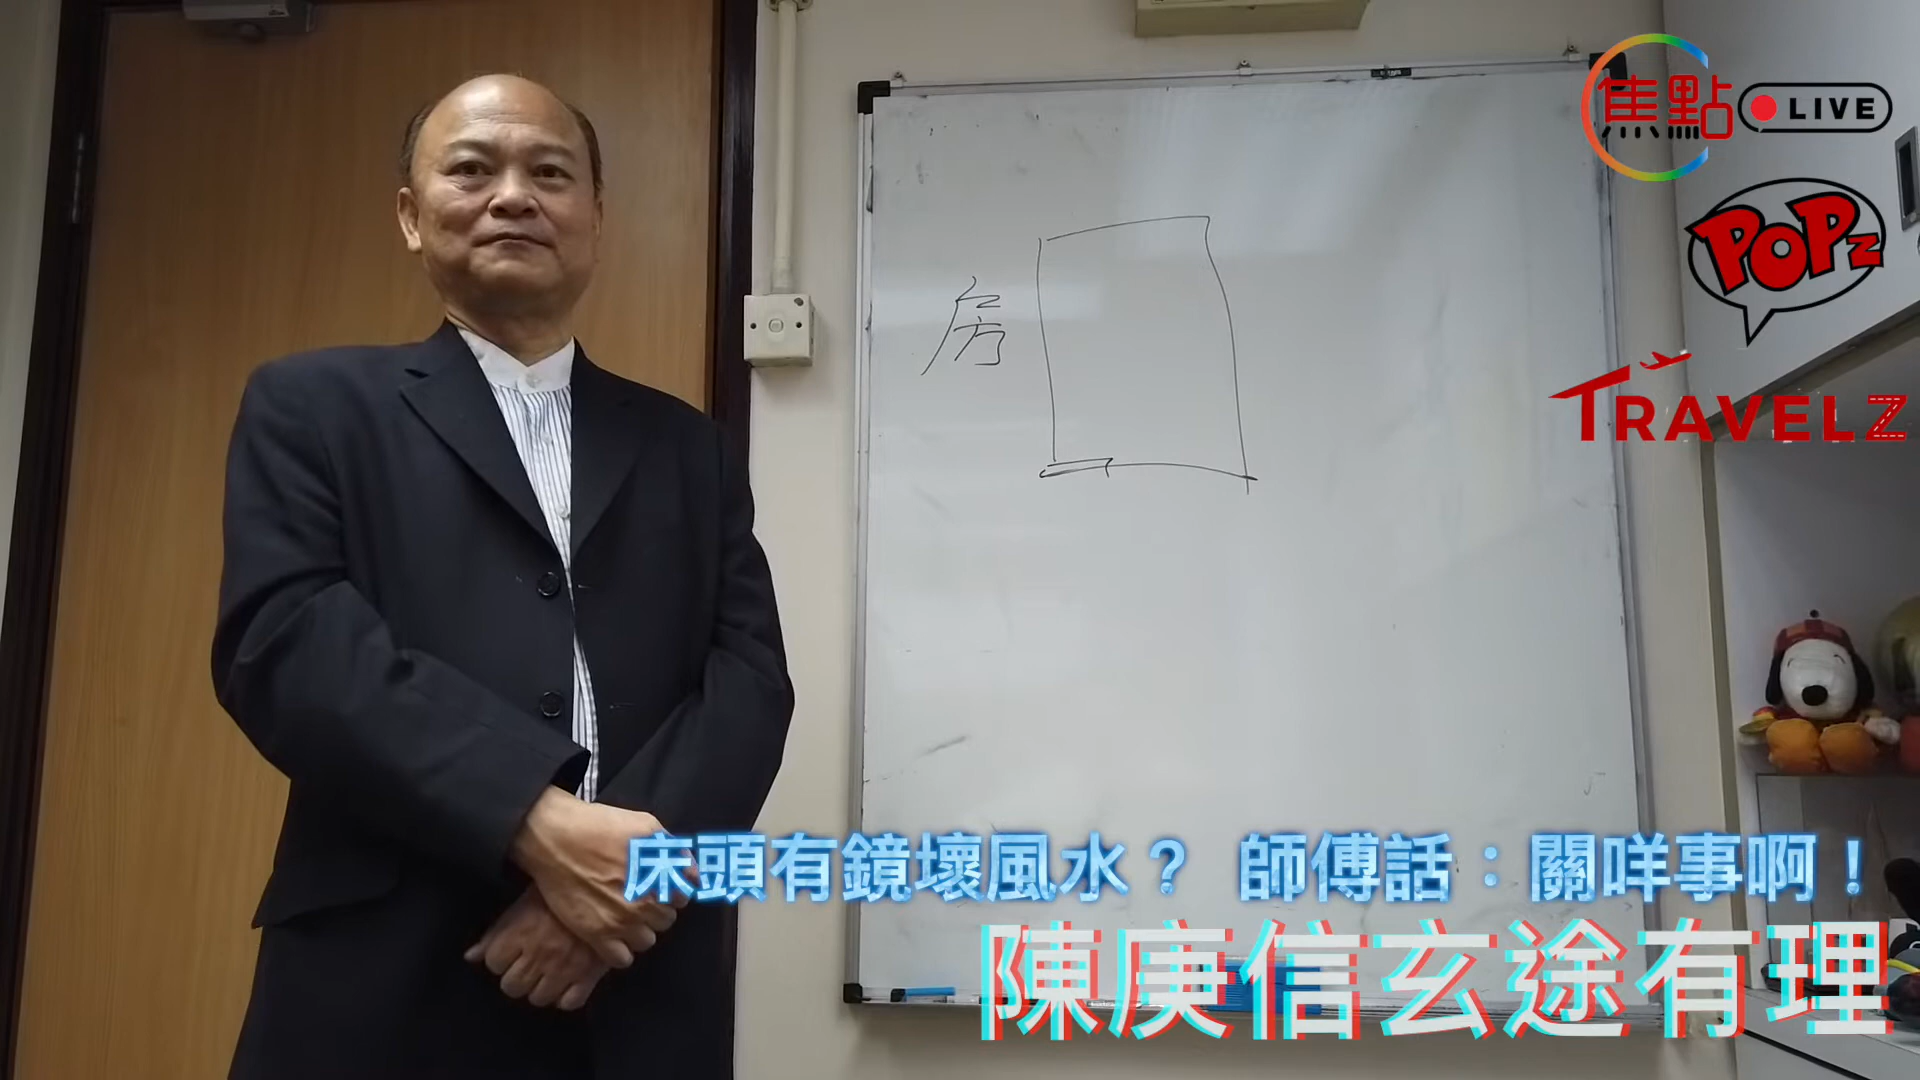 焦點 LIVE
POPZ
TRAVELZ
房
床頭有鏡壞風水？ 師傅話：關咩事啊！
陳庚信玄途有理